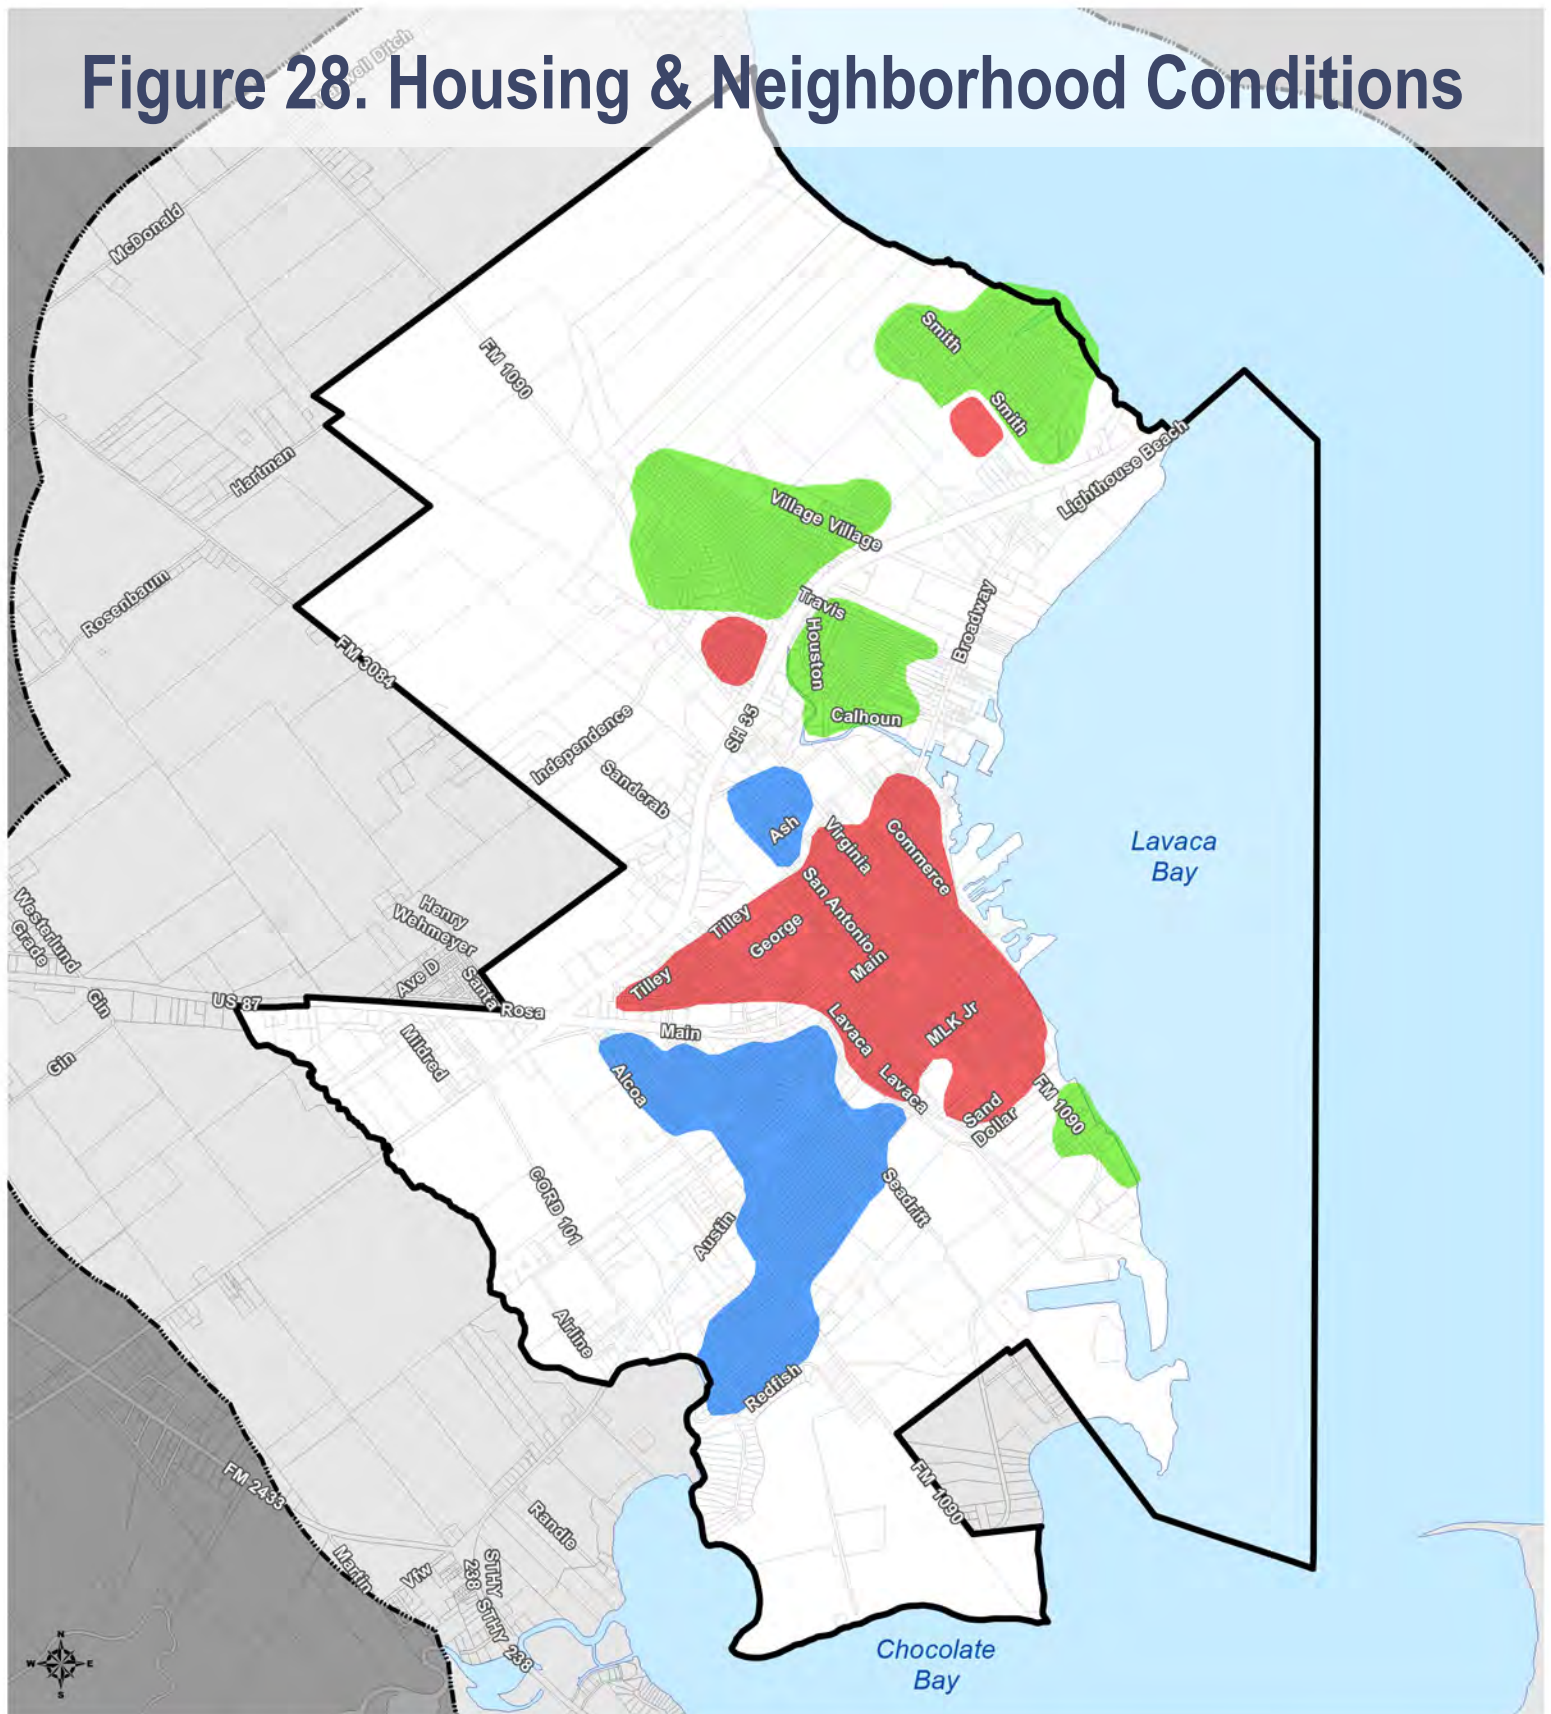 Figure 28. Housing & Neighborhood Conditions
McDonald
FM 1090
Smith
Smith
Hartman
Lighthouse Beach
Village Village
Rosenbaum
Travis
Houston
Broadway
FM 3084
Calhoun
SH 35
Independence
Sandcrab
Ash
Virginia
Commerce
Lavaca
Bay
San Antonio
Tilley
George
Main
Tilley
Westerlund
Grade
Henry
Wehmeyer
Ave D
Santa Rosa
Gin
US 87
Gin
Mildred
Main
Lavaca
MLK Jr
Lavaca
Alcoa
Sand
Dollar
FM 1090
CORD 101
Austin
Seadrift
Airline
Redfish
FM 2433
FM 1090
Randle
Martin
Vfw
STHY
238
STHY 238
Chocolate
Bay
N
W
E
S